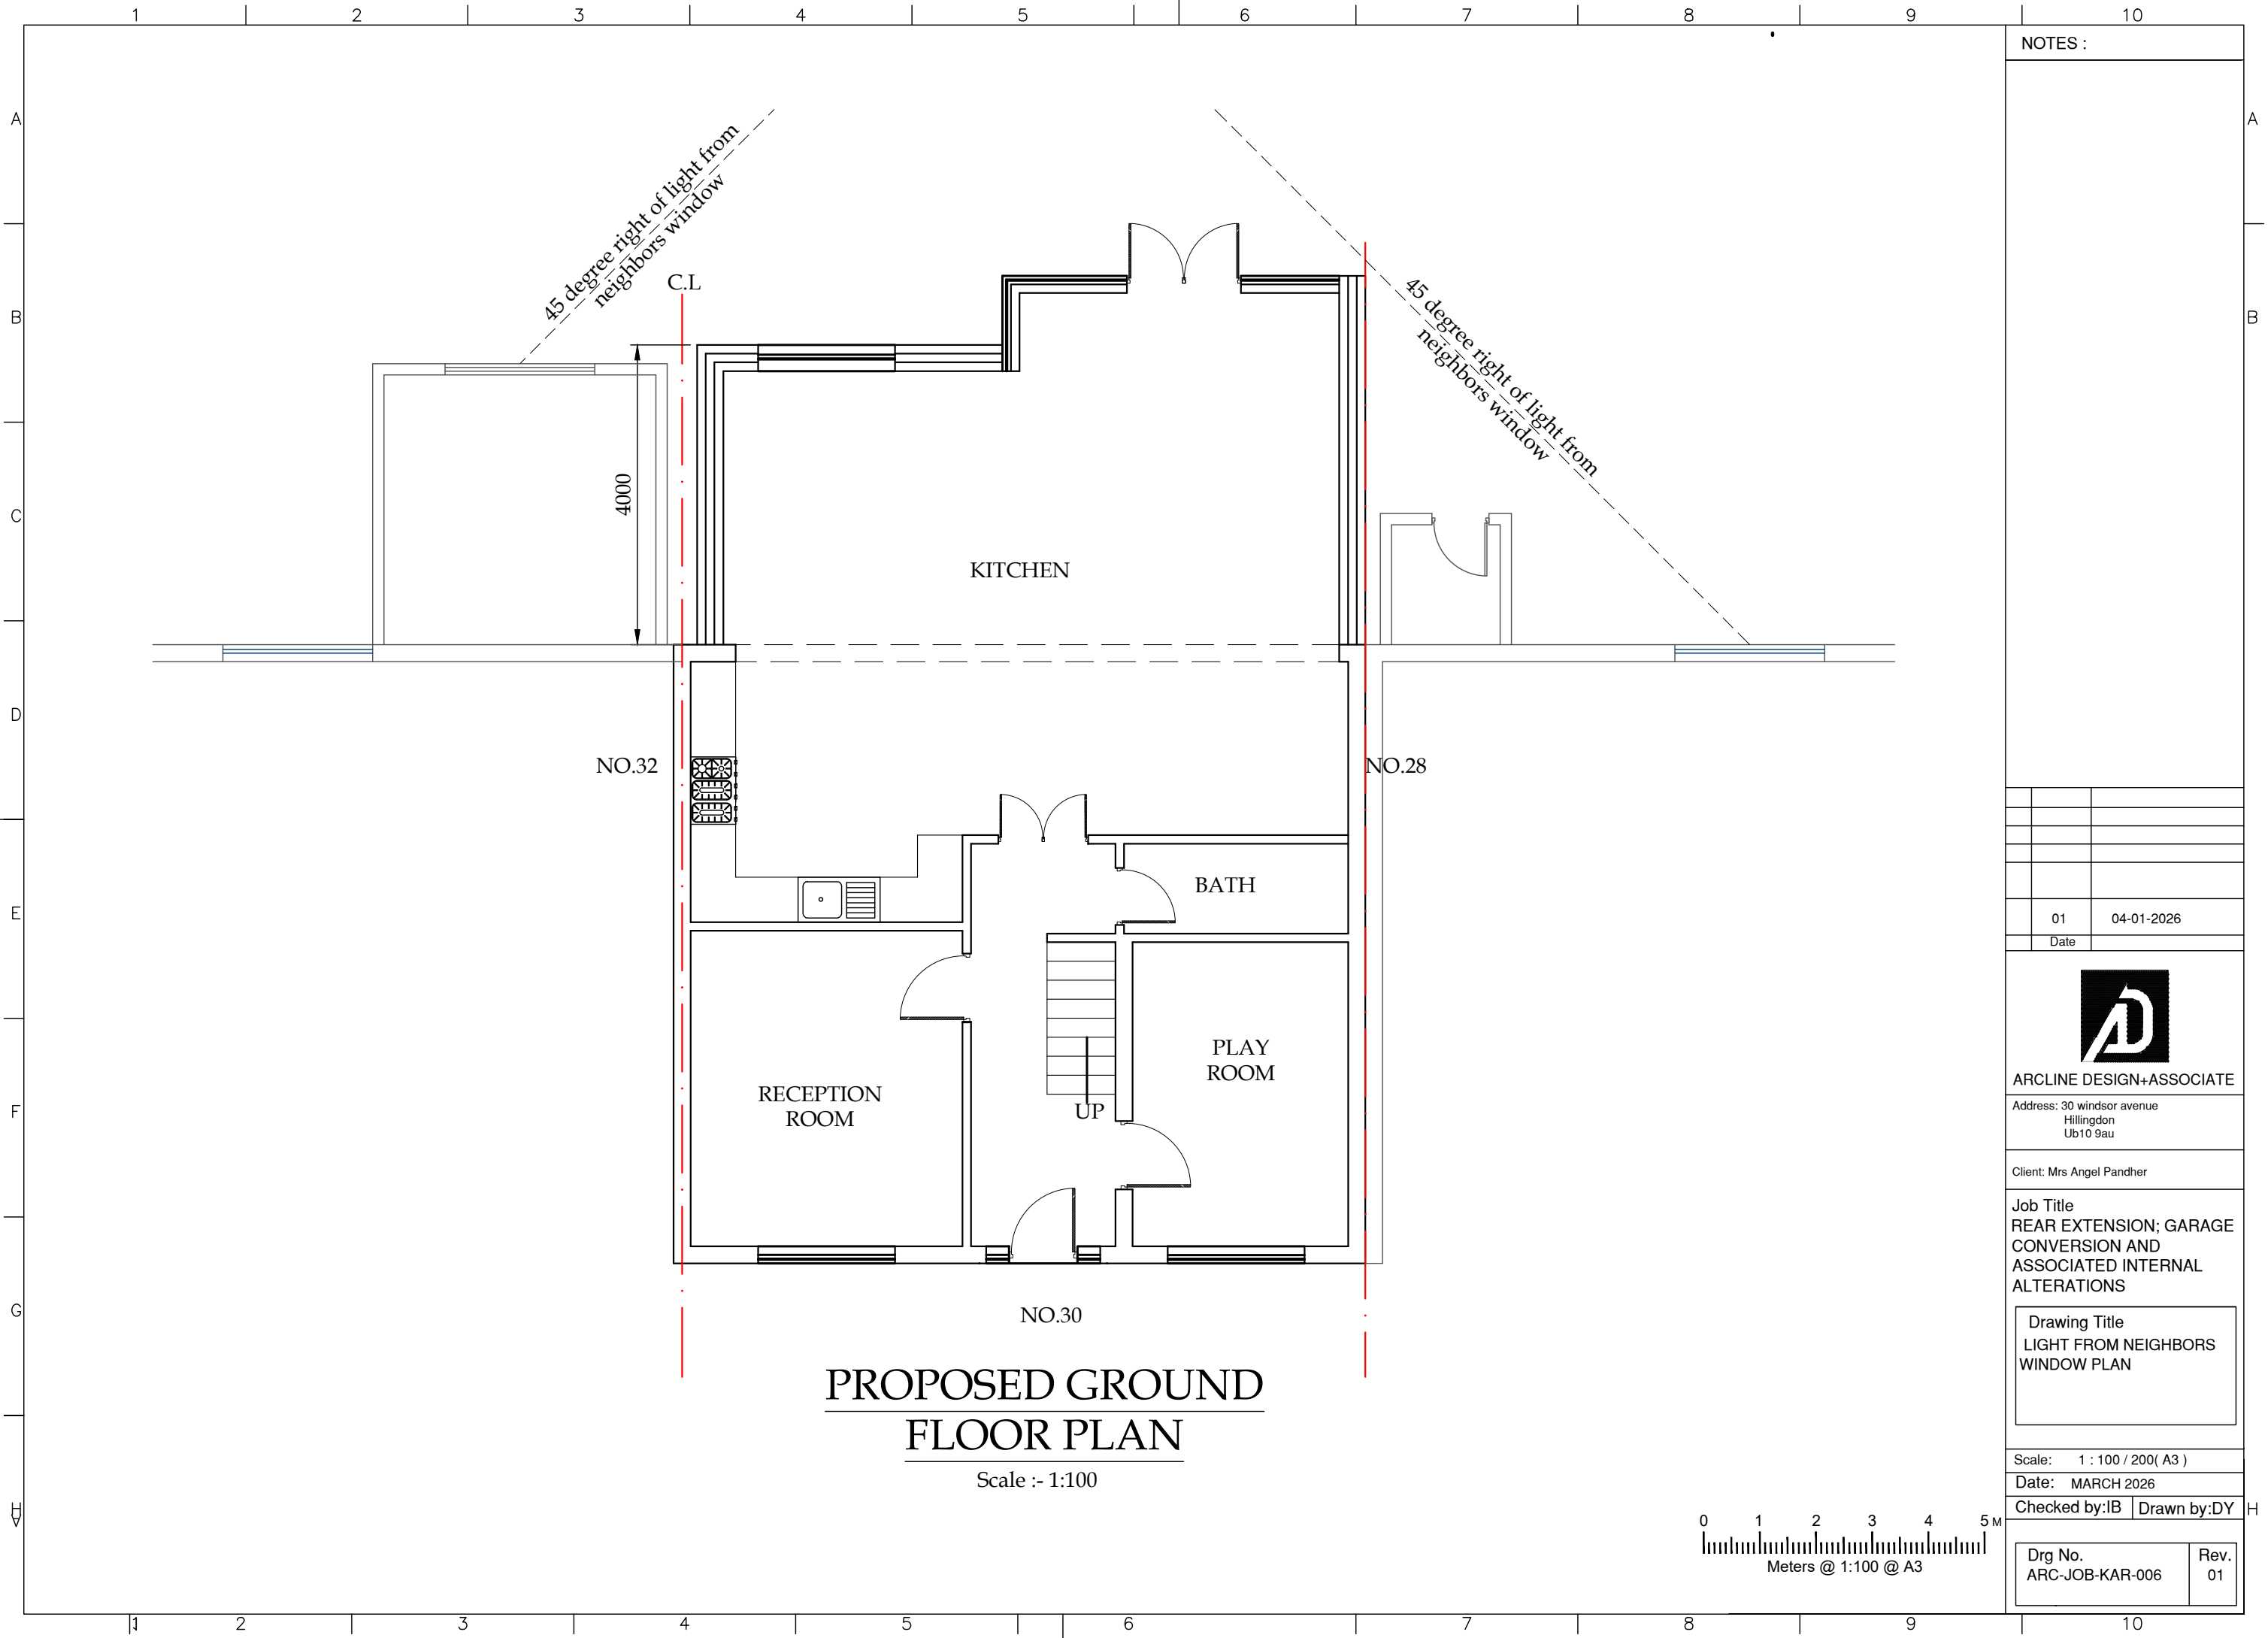 1 2 3 4 5 6 7 8 9 10
A
B
C
D
E
F
G
H
A
B
H
45 degree right of light from
neighbors window
C.L
45 degree right of light from
neighbors window
4000
KITCHEN
NO.32
NO.28
BATH
PLAY
ROOM
RECEPTION
ROOM
UP
NO.30
PROPOSED GROUND
FLOOR PLAN
Scale :- 1:100
0 1 2 3 4 5 M
Meters @ 1:100 @ A3
NOTES :
01 04-01-2026
Date
AD
ARCLINE DESIGN+ASSOCIATE
Address: 30 windsor avenue
Hillingdon
Ub10 9au
Client: Mrs Angel Pandher
Job Title
REAR EXTENSION; GARAGE
CONVERSION AND
ASSOCIATED INTERNAL
ALTERATIONS
Drawing Title
LIGHT FROM NEIGHBORS
WINDOW PLAN
Scale: 1 : 100 / 200( A3 )
Date: MARCH 2026
Checked by:IB Drawn by:DY
Drg No. Rev.
ARC-JOB-KAR-006 01
1 2 3 4 5 6 7 8 9 10